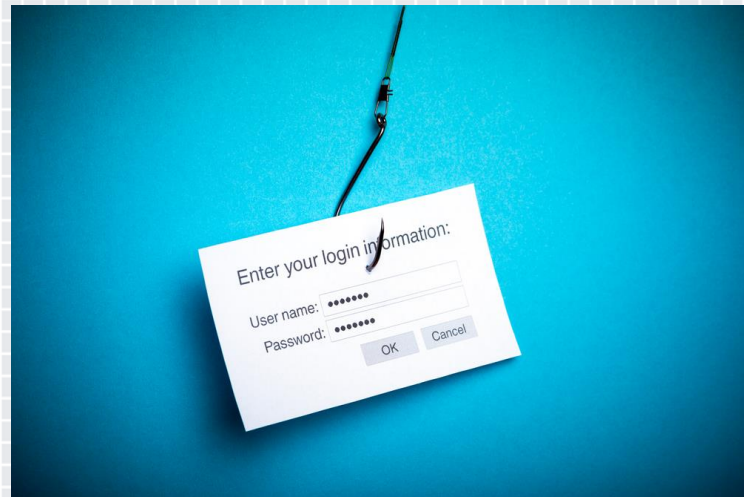 Enter your login information:
User name: •••••••
Password: •••••••
OK Cancel